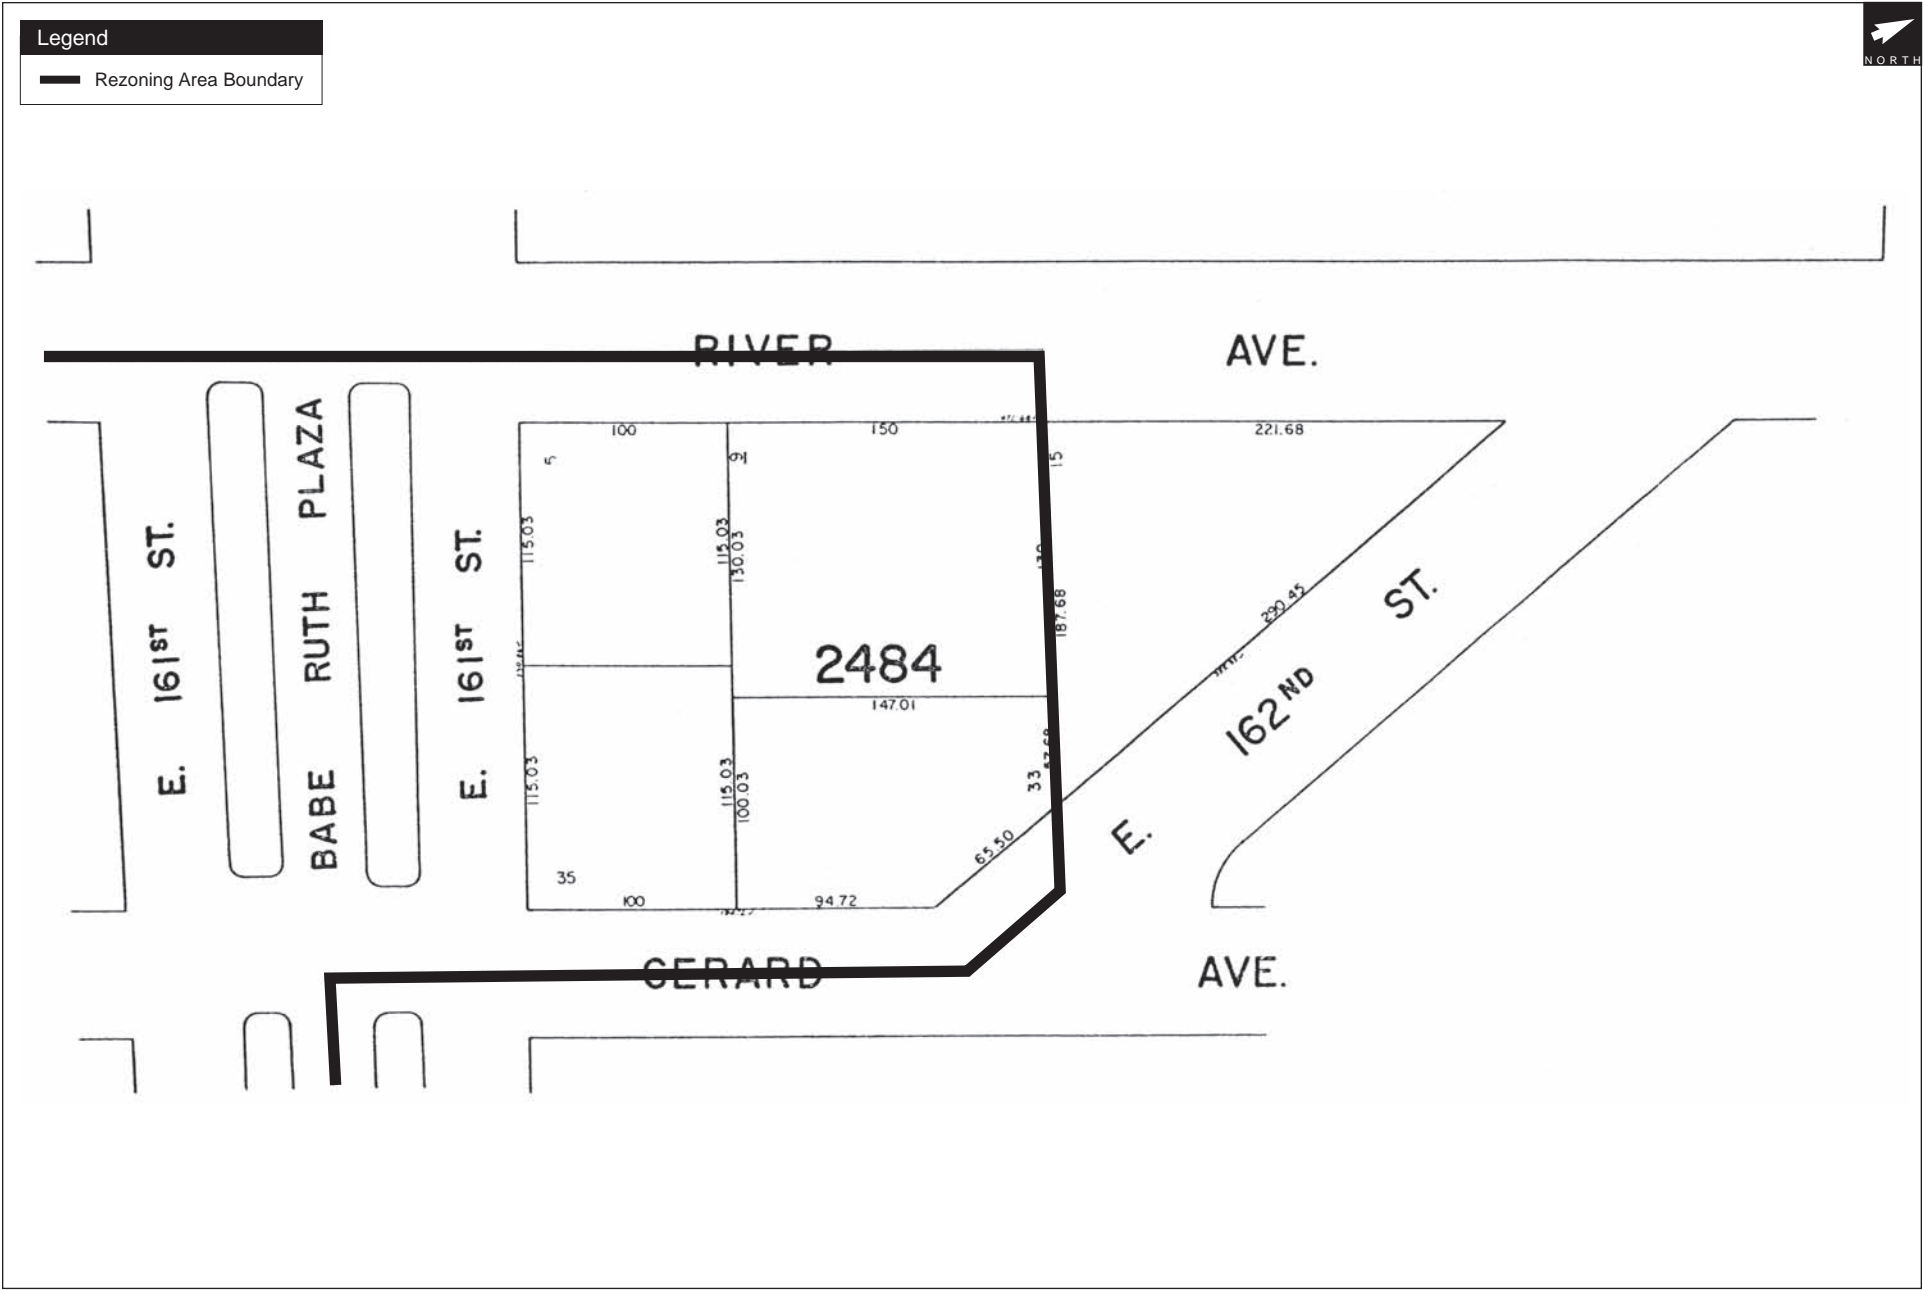 Legend
Rezoning Area Boundary
NORTH
RIVER AVE.
100
150
221.68
5
9
15
115.03
115.03
130.03
187.68
290.45
E. 161ST ST.
BABE RUTH PLAZA
E. 161ST ST.
2484
147.01
E. 162ND ST.
115.03
115.03
100.03
33
57.68
65.50
35
100
94.72
GERARD AVE.